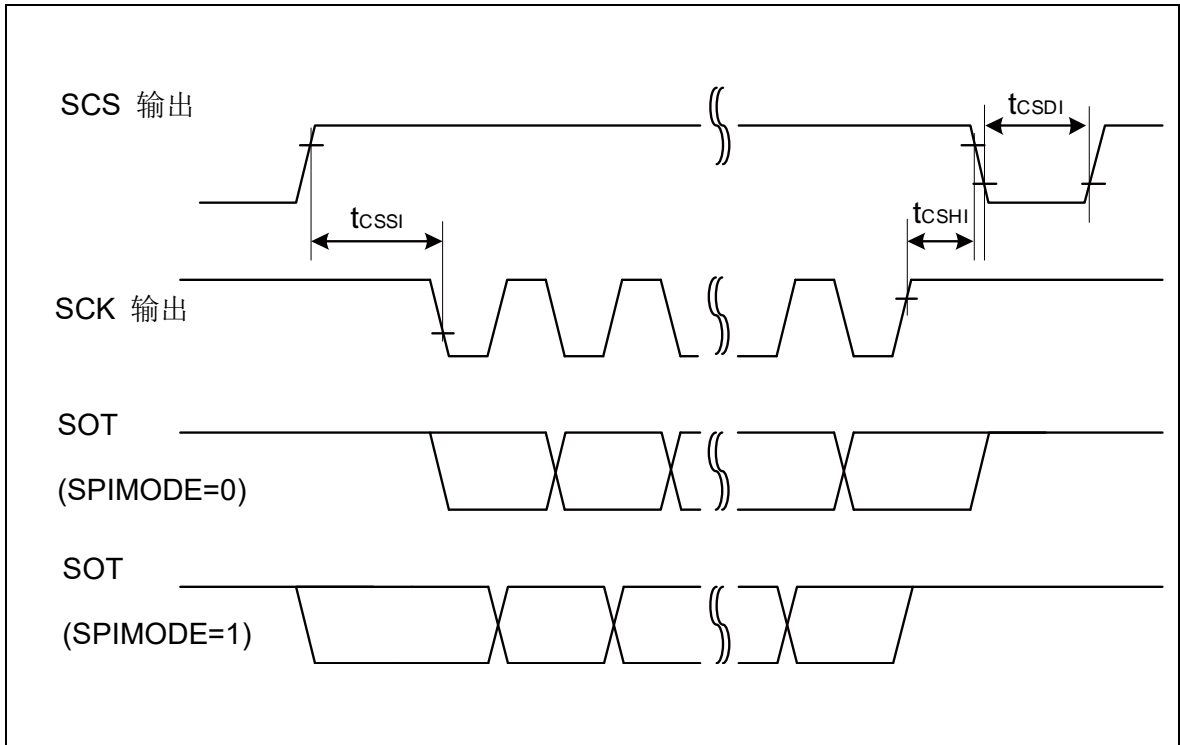 SCS 输出
tCSDI
tCSSI
tCSHI
SCK 输出
SOT
(SPIMODE=0)
SOT
(SPIMODE=1)